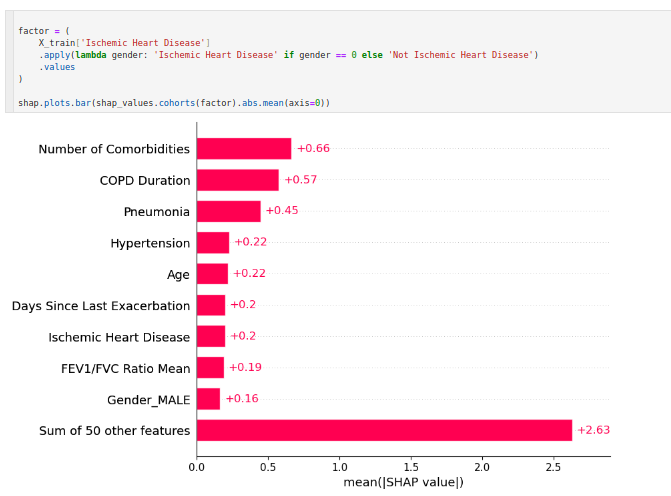 factor = (
    X_train['Ischemic Heart Disease']
    .apply(lambda gender: 'Ischemic Heart Disease' if gender == 0 else 'Not Ischemic Heart Disease')
    .values
)
shap.plots.bar(shap_values.cohorts(factor).abs.mean(axis=0))
Number of Comorbidities +0.66
COPD Duration +0.57
Pneumonia +0.45
Hypertension +0.22
Age +0.22
Days Since Last Exacerbation +0.2
Ischemic Heart Disease +0.2
FEV1/FVC Ratio Mean +0.19
Gender_MALE +0.16
Sum of 50 other features +2.63
0.0 0.5 1.0 1.5 2.0 2.5
mean(|SHAP value|)